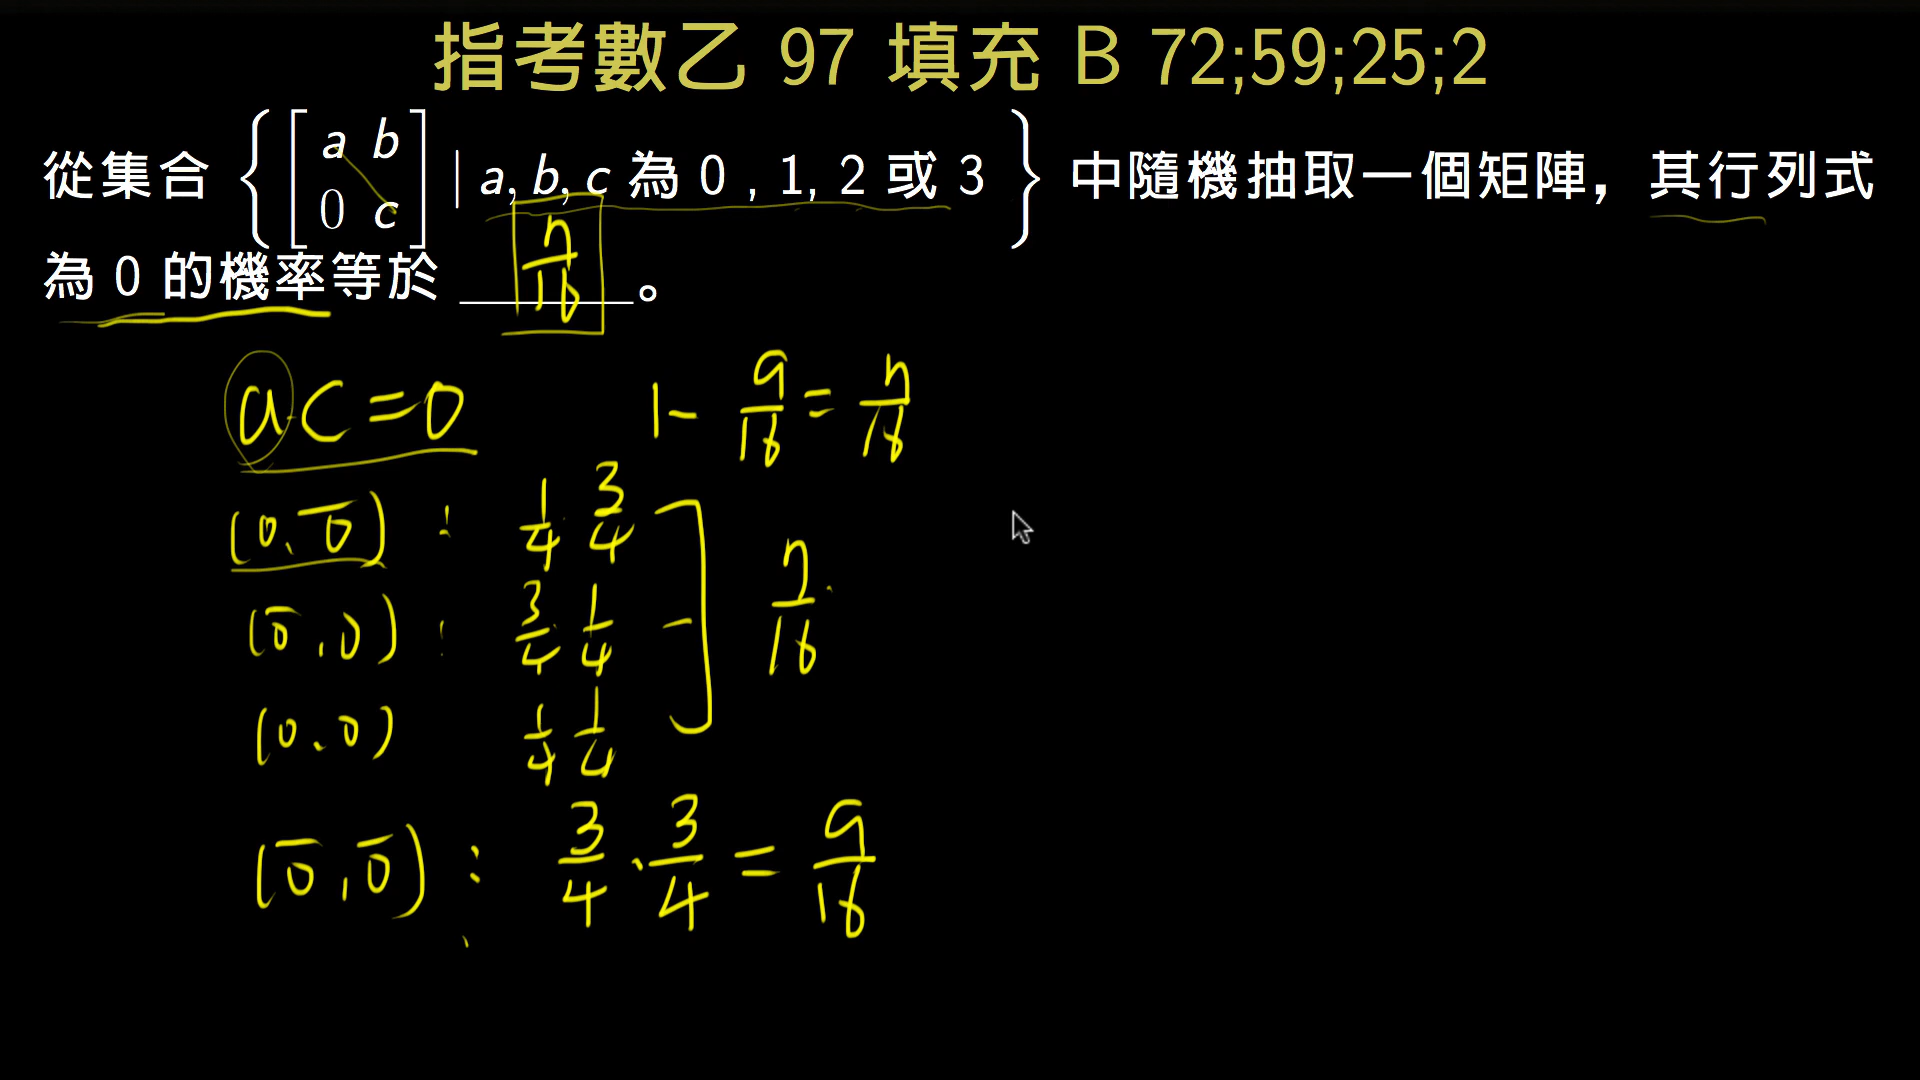 指考數乙 97 填充 B 72;59;25;2
從集合 { [ a b 0 c ] | a, b, c 為 0 , 1, 2 或 3 } 中隨機抽取一個矩陣，其行列式
為 0 的機率等於 ________。
7/16
ac=0 1- 9/16 = 7/16
(0, 0̅) : 1/4 3/4
(0̅, 0) : 3/4 · 1/4 7/16
(0, 0) 1/4 1/4
(0̅, 0̅) : 3/4 · 3/4 = 9/16